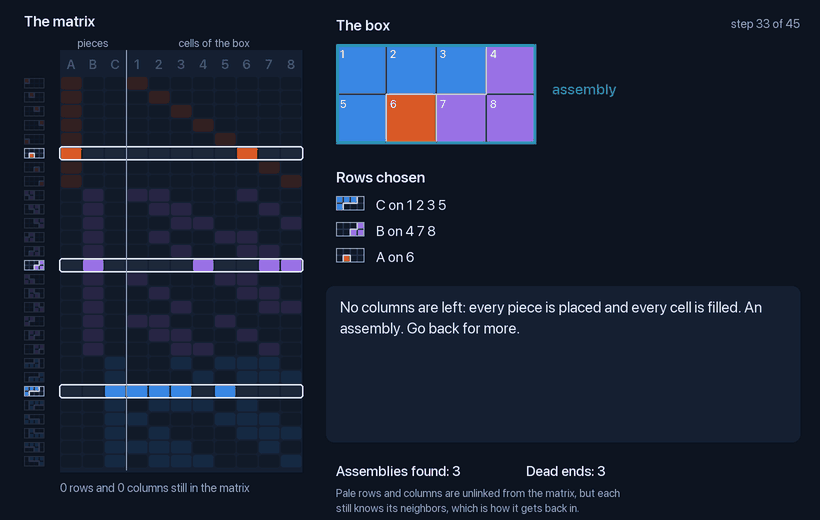 The matrix
pieces
cells of the box
A B C 1 2 3 4 5 6 7 8
0 rows and 0 columns still in the matrix
The box
step 33 of 45
1 2 3 4
5 6 7 8
assembly
Rows chosen
C on 1 2 3 5
B on 4 7 8
A on 6
No columns are left: every piece is placed and every cell is filled. An
assembly. Go back for more.
Assemblies found: 3
Dead ends: 3
Pale rows and columns are unlinked from the matrix, but each
still knows its neighbors, which is how it gets back in.